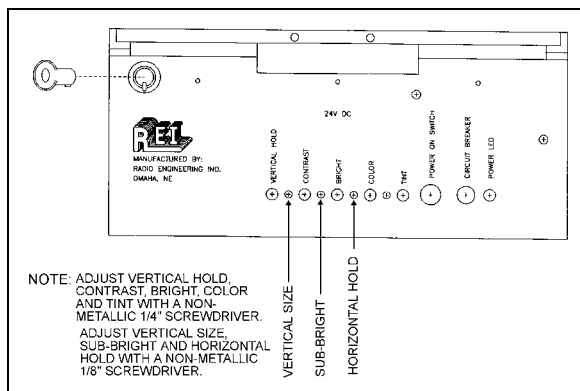 24V DC
REI
MANUFACTURED BY:
RADIO ENGINEERING IND.
OMAHA, NE
VERTICAL HOLD
CONTRAST
BRIGHT
COLOR
TINT
POWER ON SWITCH
CIRCUIT BREAKER
POWER LED
VERTICAL SIZE
SUB-BRIGHT
HORIZONTAL HOLD
NOTE: ADJUST VERTICAL HOLD,
CONTRAST, BRIGHT, COLOR
AND TINT WITH A NON-
METALLIC 1/4" SCREWDRIVER.
ADJUST VERTICAL SIZE,
SUB-BRIGHT AND HORIZONTAL
HOLD WITH A NON-METALLIC
1/8" SCREWDRIVER.